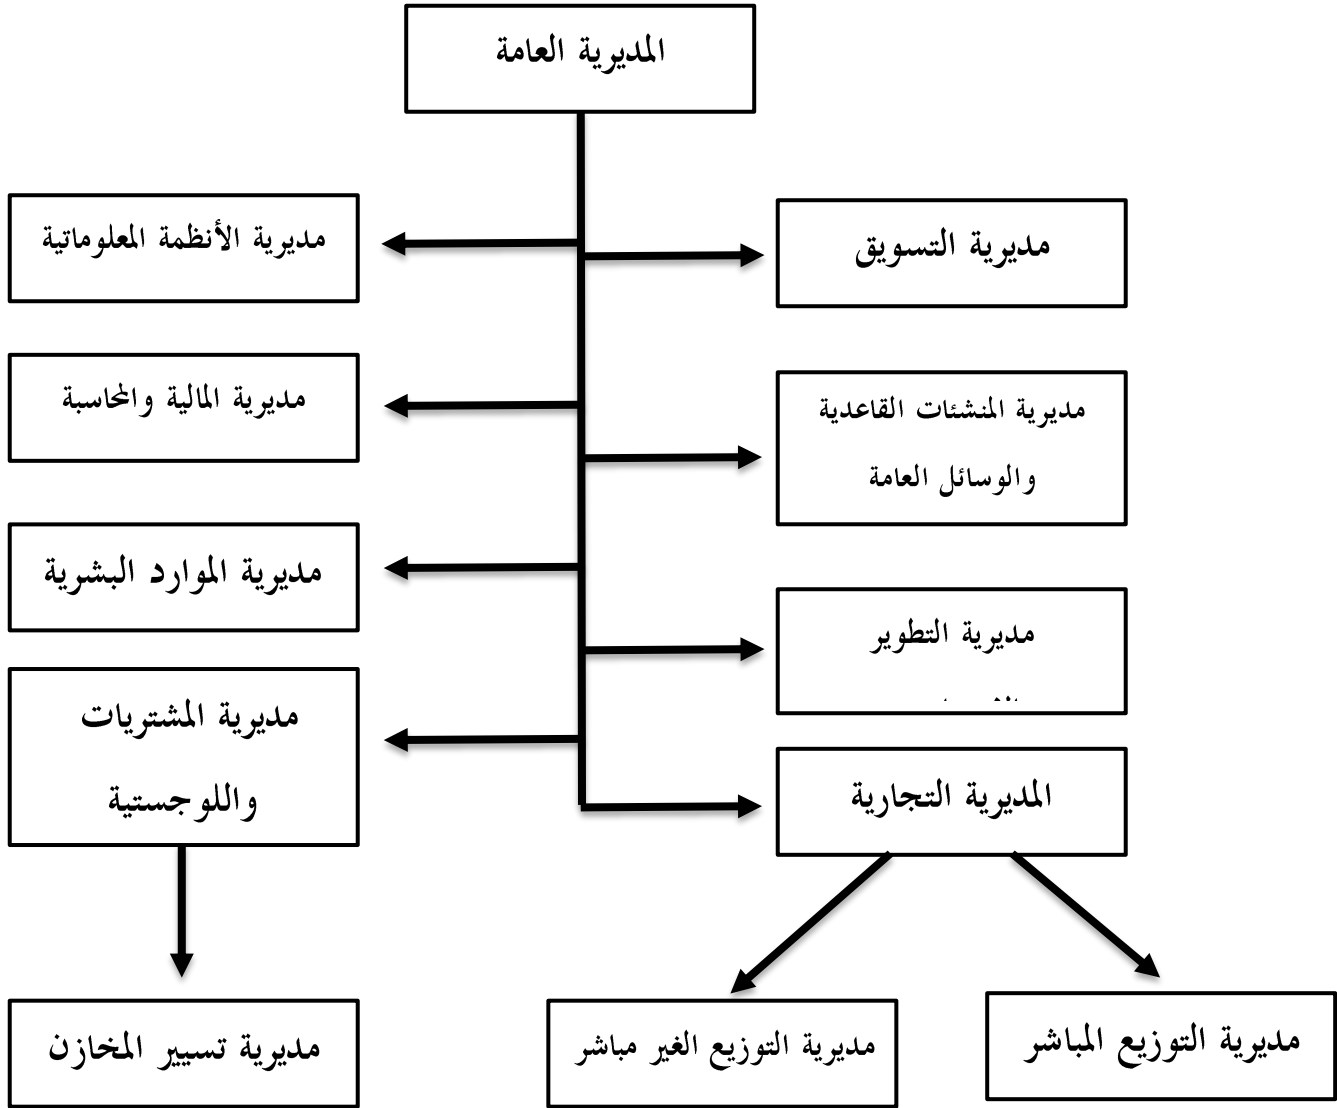 المديرية العامة
مديرية التسويق
مديرية الأنظمة المعلوماتية
مديرية المنشئات القاعدية
والوسائل العامة
مديرية المالية والمحاسبة
مديرية الموارد البشرية
مديرية التطوير
مديرية المشتريات
واللوجستية
المديرية التجارية
مديرية التوزيع المباشر
مديرية التوزيع الغير مباشر
مديرية تسيير المخازن